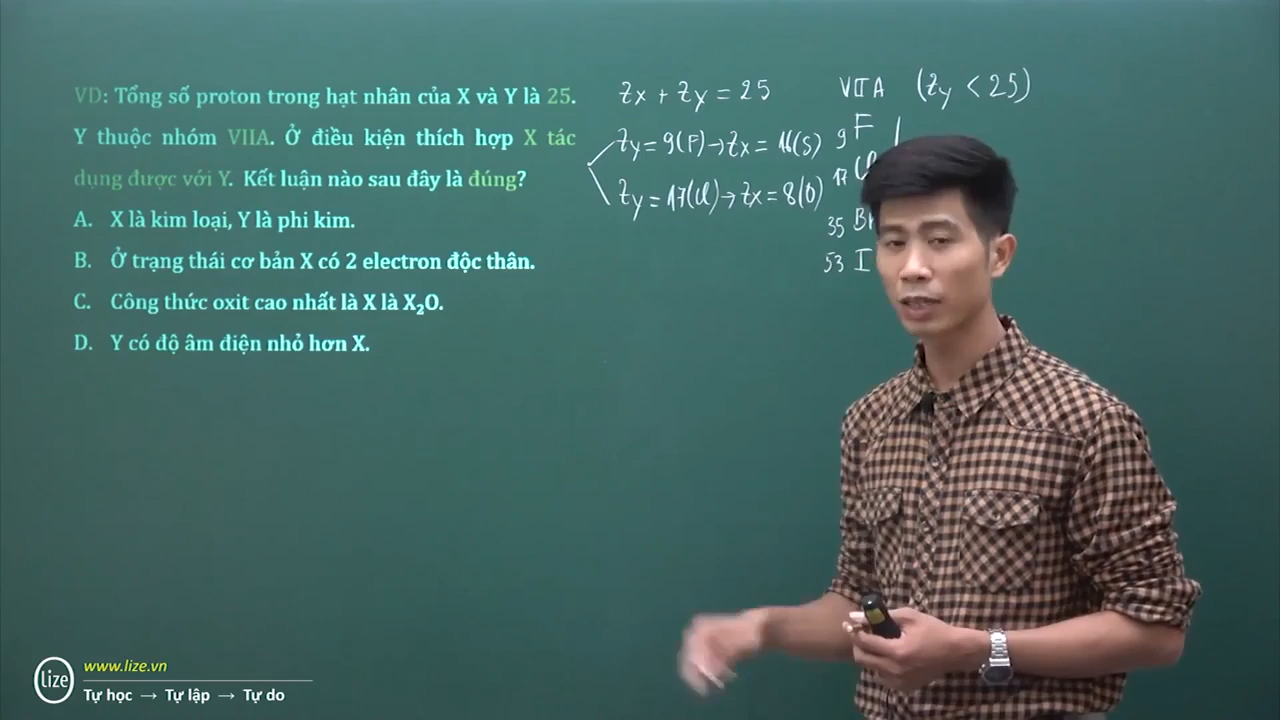 VD: Tổng số proton trong hạt nhân của X và Y là 25.
Y thuộc nhóm VIIA. Ở điều kiện thích hợp X tác
dụng được với Y. Kết luận nào sau đây là đúng?
A. X là kim loại, Y là phi kim.
B. Ở trạng thái cơ bản X có 2 electron độc thân.
C. Công thức oxit cao nhất là X là X₂O.
D. Y có độ âm điện nhỏ hơn X.
Zx + Zy = 25
Zy = 9(F) → Zx = 16(S)
Zy = 17(Cl) → Zx = 8(O)
VIIA (Zy < 25)
9 F
17
35 Br
53 I
lize
www.lize.vn
Tự học → Tự lập → Tự do